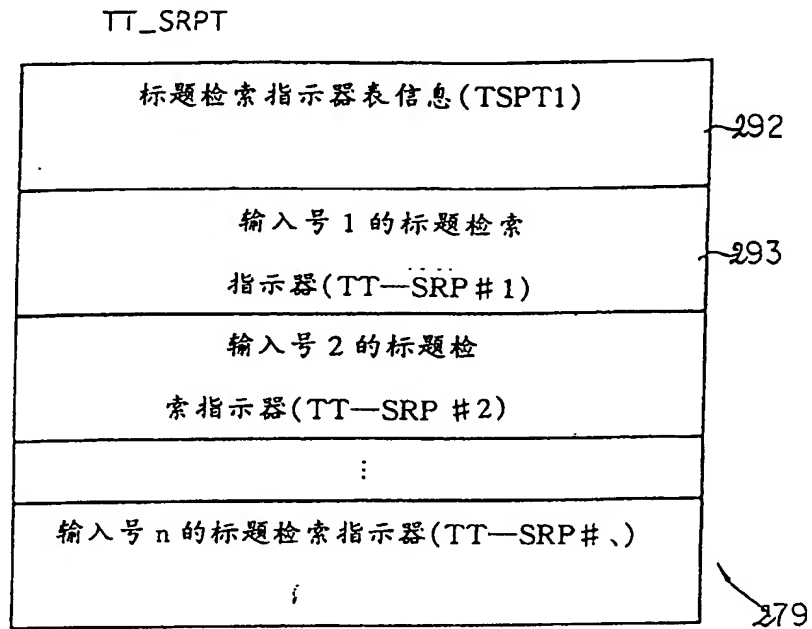 TT_SRPT
标题检索指示器表信息(TSPT1)
292
输入号 1 的标题检索
指示器(TT—SRP #1)
293
输入号 2 的标题检
索指示器(TT—SRP #2)
⋮
输入号 n 的标题检索指示器(TT—SRP#、)
279